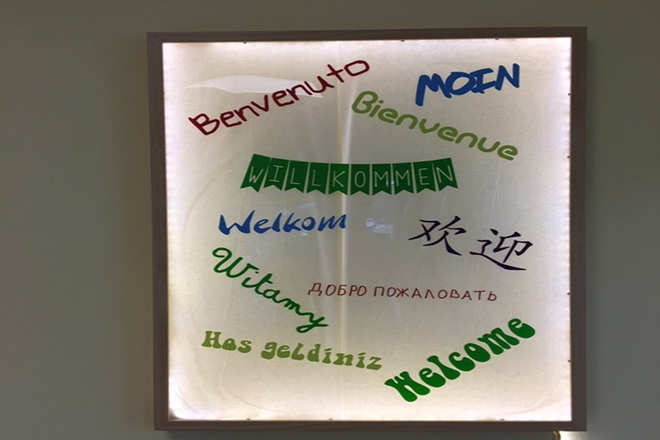 Benvenuto
MOIN
Bienvenue
WILLKOMMEN
Welkom
欢迎
Witamy
ДОБРО ПОЖАЛОВАТЬ
Hos geldiniz
Welcome